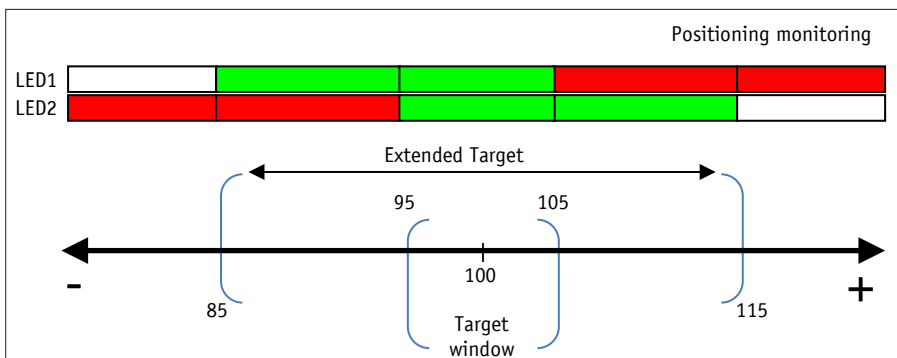 Positioning monitoring
LED1
LED2
Extended Target
95
105
100
-
+
85
115
Target
window